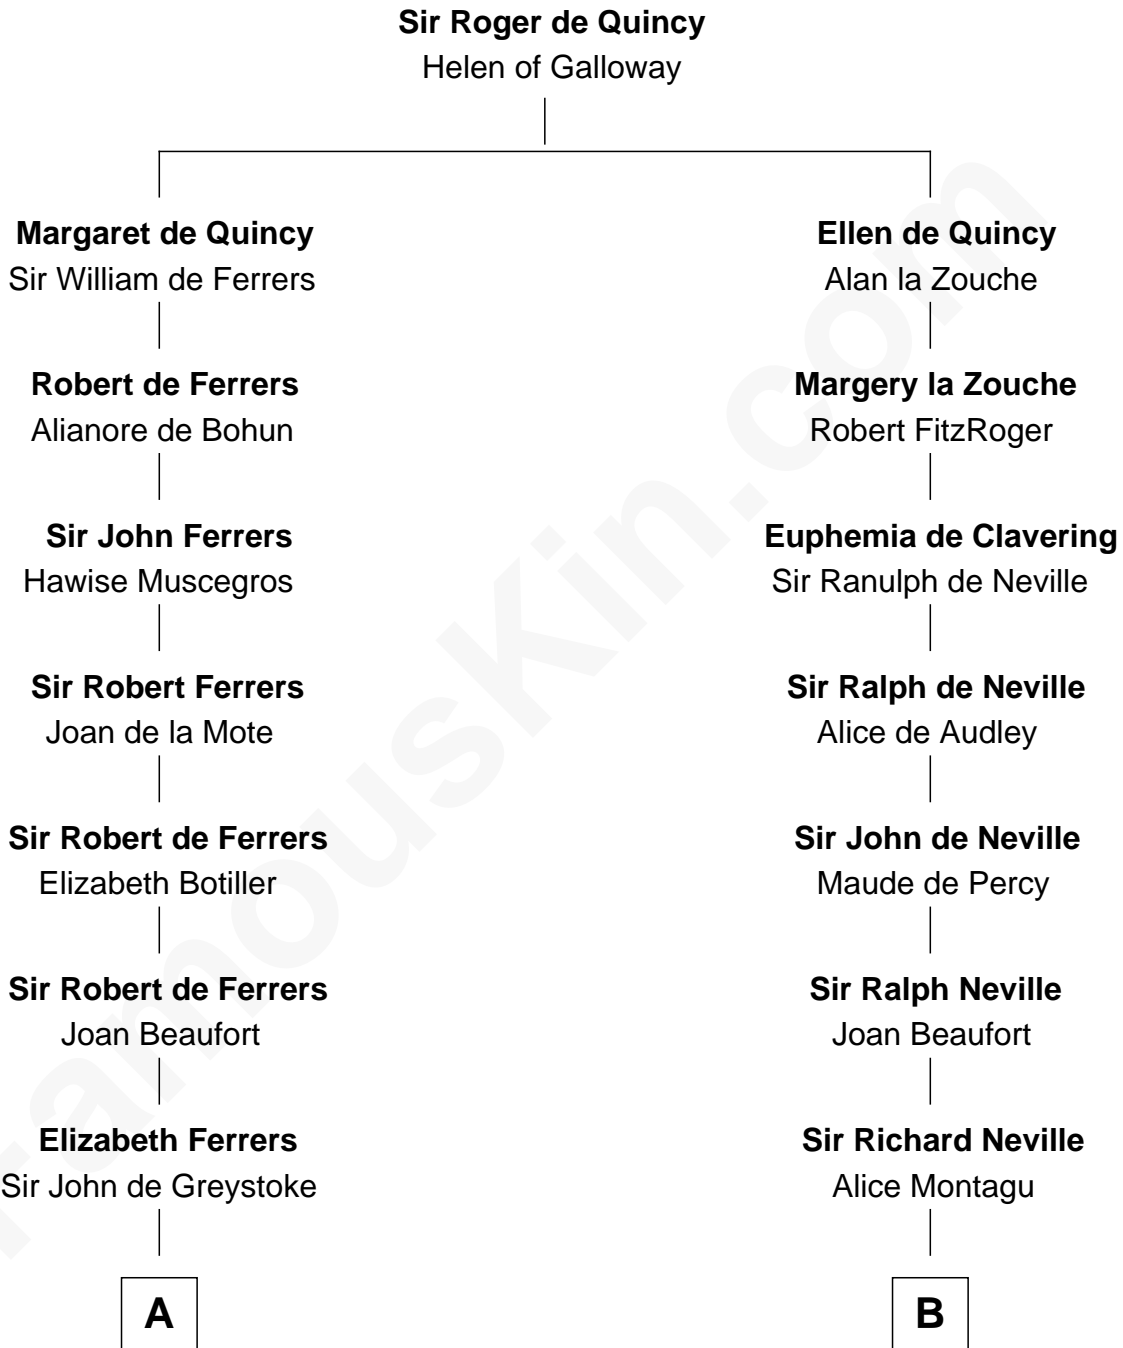 Sir Roger de Quincy
Helen of Galloway
Margaret de Quincy
Sir William de Ferrers
Ellen de Quincy
Alan la Zouche
Robert de Ferrers
Alianore de Bohun
Margery la Zouche
Robert FitzRoger
Sir John Ferrers
Hawise Muscegros
Euphemia de Clavering
Sir Ranulph de Neville
Sir Robert Ferrers
Joan de la Mote
Sir Ralph de Neville
Alice de Audley
Sir Robert de Ferrers
Elizabeth Botiller
Sir John de Neville
Maude de Percy
Sir Robert de Ferrers
Joan Beaufort
Sir Ralph Neville
Joan Beaufort
Elizabeth Ferrers
Sir John de Greystoke
Sir Richard Neville
Alice Montagu
A
B
FamousKin.com